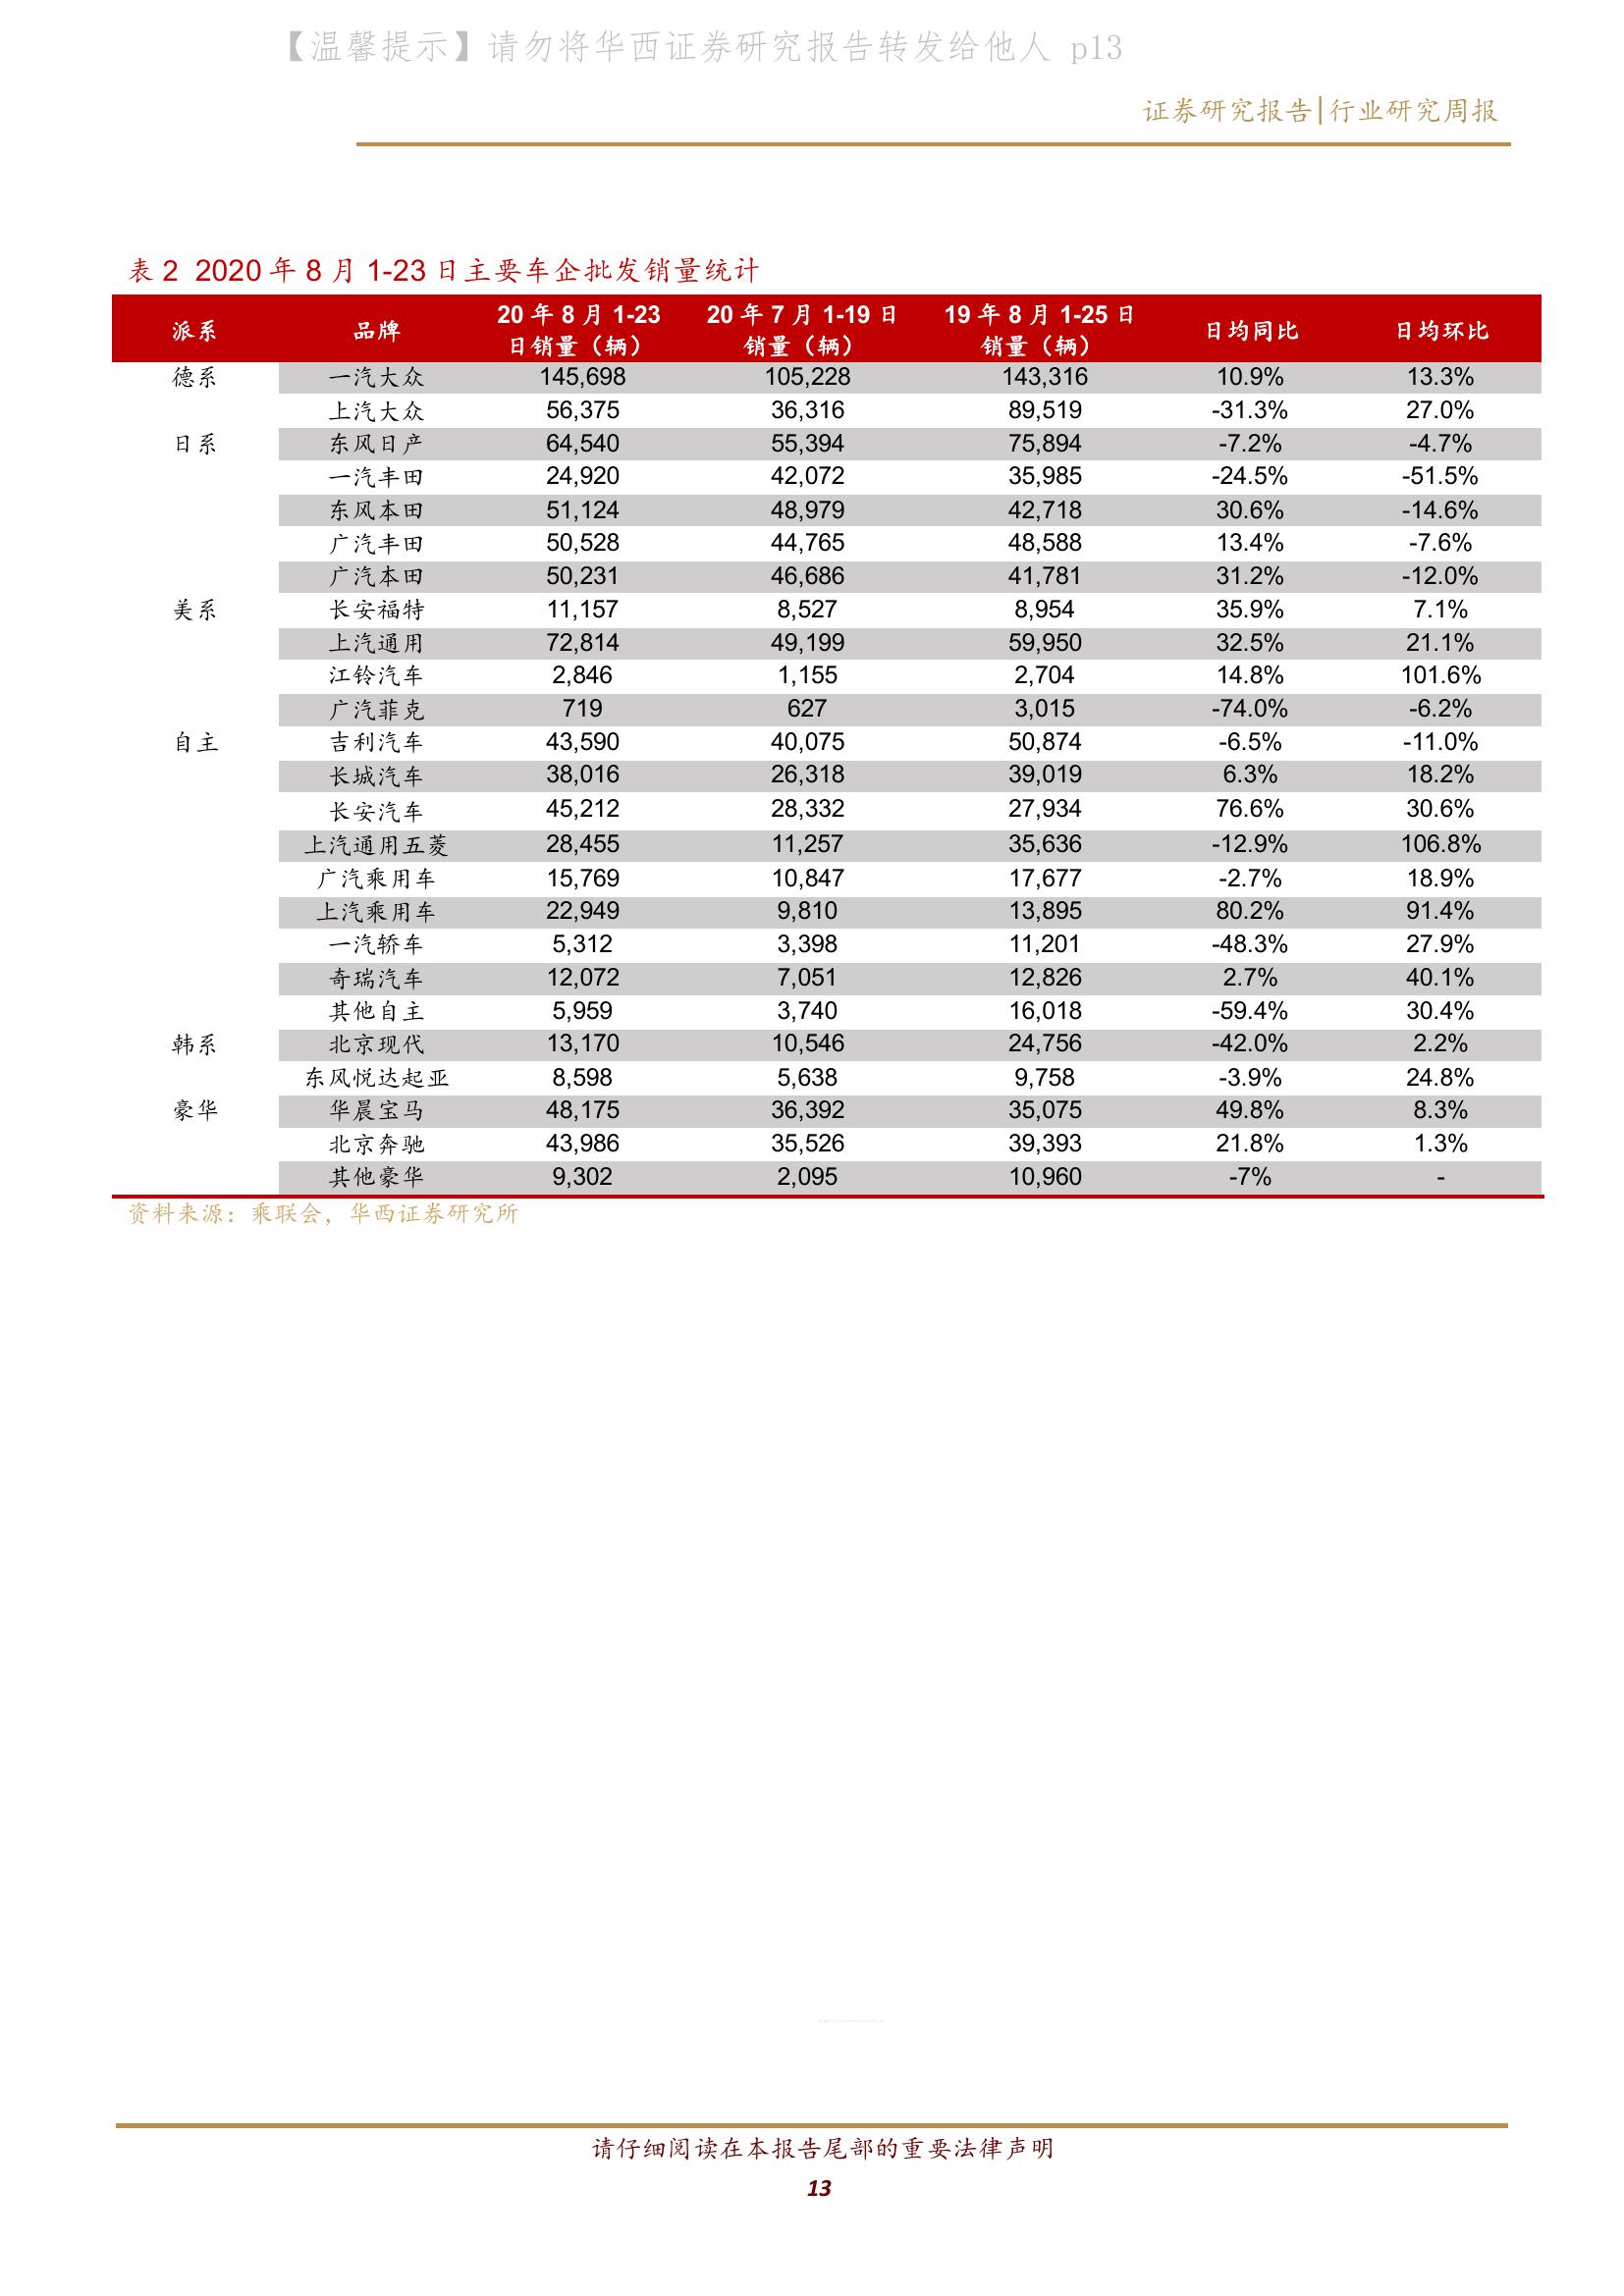 【温馨提示】请勿将华西证券研究报告转发给他人 p13
证券研究报告|行业研究周报
表 2 2020 年 8 月 1-23 日主要车企批发销量统计
派系 品牌 20 年 8 月 1-23 日销量（辆） 20 年 7 月 1-19 日销量（辆） 19 年 8 月 1-25 日销量（辆） 日均同比 日均环比
德系 一汽大众 145,698 105,228 143,316 10.9% 13.3%
上汽大众 56,375 36,316 89,519 -31.3% 27.0%
日系 东风日产 64,540 55,394 75,894 -7.2% -4.7%
一汽丰田 24,920 42,072 35,985 -24.5% -51.5%
东风本田 51,124 48,979 42,718 30.6% -14.6%
广汽丰田 50,528 44,765 48,588 13.4% -7.6%
广汽本田 50,231 46,686 41,781 31.2% -12.0%
美系 长安福特 11,157 8,527 8,954 35.9% 7.1%
上汽通用 72,814 49,199 59,950 32.5% 21.1%
江铃汽车 2,846 1,155 2,704 14.8% 101.6%
广汽菲克 719 627 3,015 -74.0% -6.2%
自主 吉利汽车 43,590 40,075 50,874 -6.5% -11.0%
长城汽车 38,016 26,318 39,019 6.3% 18.2%
长安汽车 45,212 28,332 27,934 76.6% 30.6%
上汽通用五菱 28,455 11,257 35,636 -12.9% 106.8%
广汽乘用车 15,769 10,847 17,677 -2.7% 18.9%
上汽乘用车 22,949 9,810 13,895 80.2% 91.4%
一汽轿车 5,312 3,398 11,201 -48.3% 27.9%
奇瑞汽车 12,072 7,051 12,826 2.7% 40.1%
其他自主 5,959 3,740 16,018 -59.4% 30.4%
韩系 北京现代 13,170 10,546 24,756 -42.0% 2.2%
东风悦达起亚 8,598 5,638 9,758 -3.9% 24.8%
豪华 华晨宝马 48,175 36,392 35,075 49.8% 8.3%
北京奔驰 43,986 35,526 39,393 21.8% 1.3%
其他豪华 9,302 2,095 10,960 -7% -
资料来源：乘联会，华西证券研究所
请仔细阅读在本报告尾部的重要法律声明
13